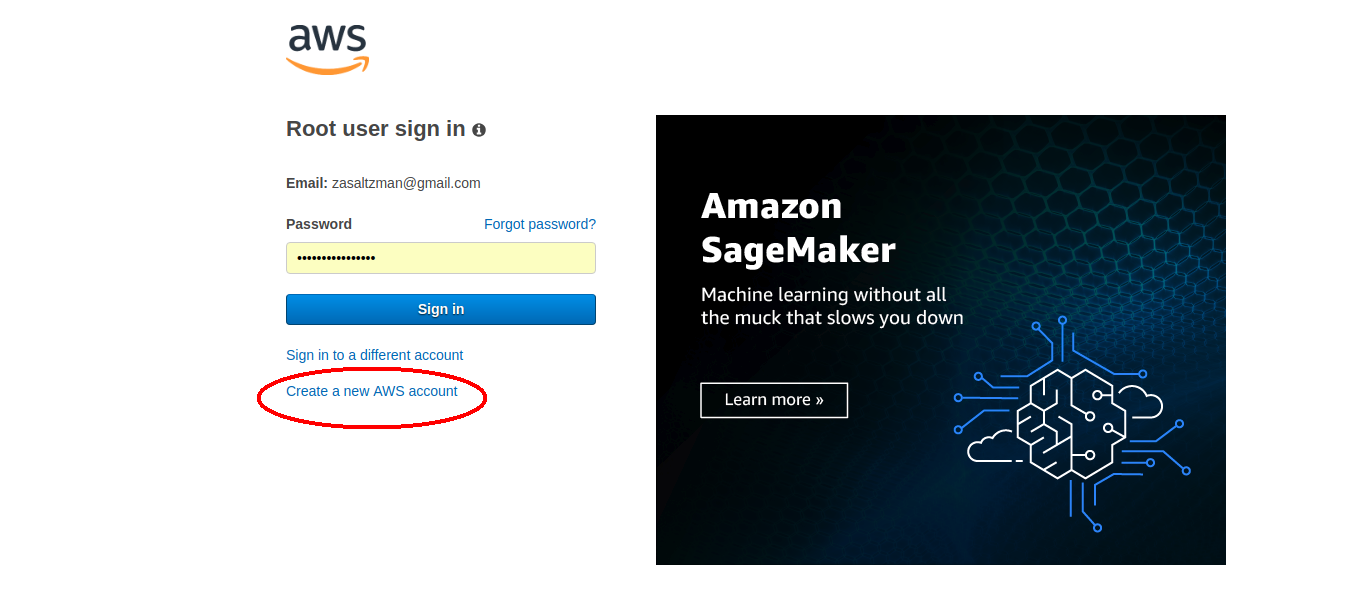 aws
Root user sign in
Email: zasaltzman@gmail.com
Password Forgot password?
••••••••••••••••
Sign in
Sign in to a different account
Create a new AWS account
Amazon
SageMaker
Machine learning without all
the muck that slows you down
Learn more »